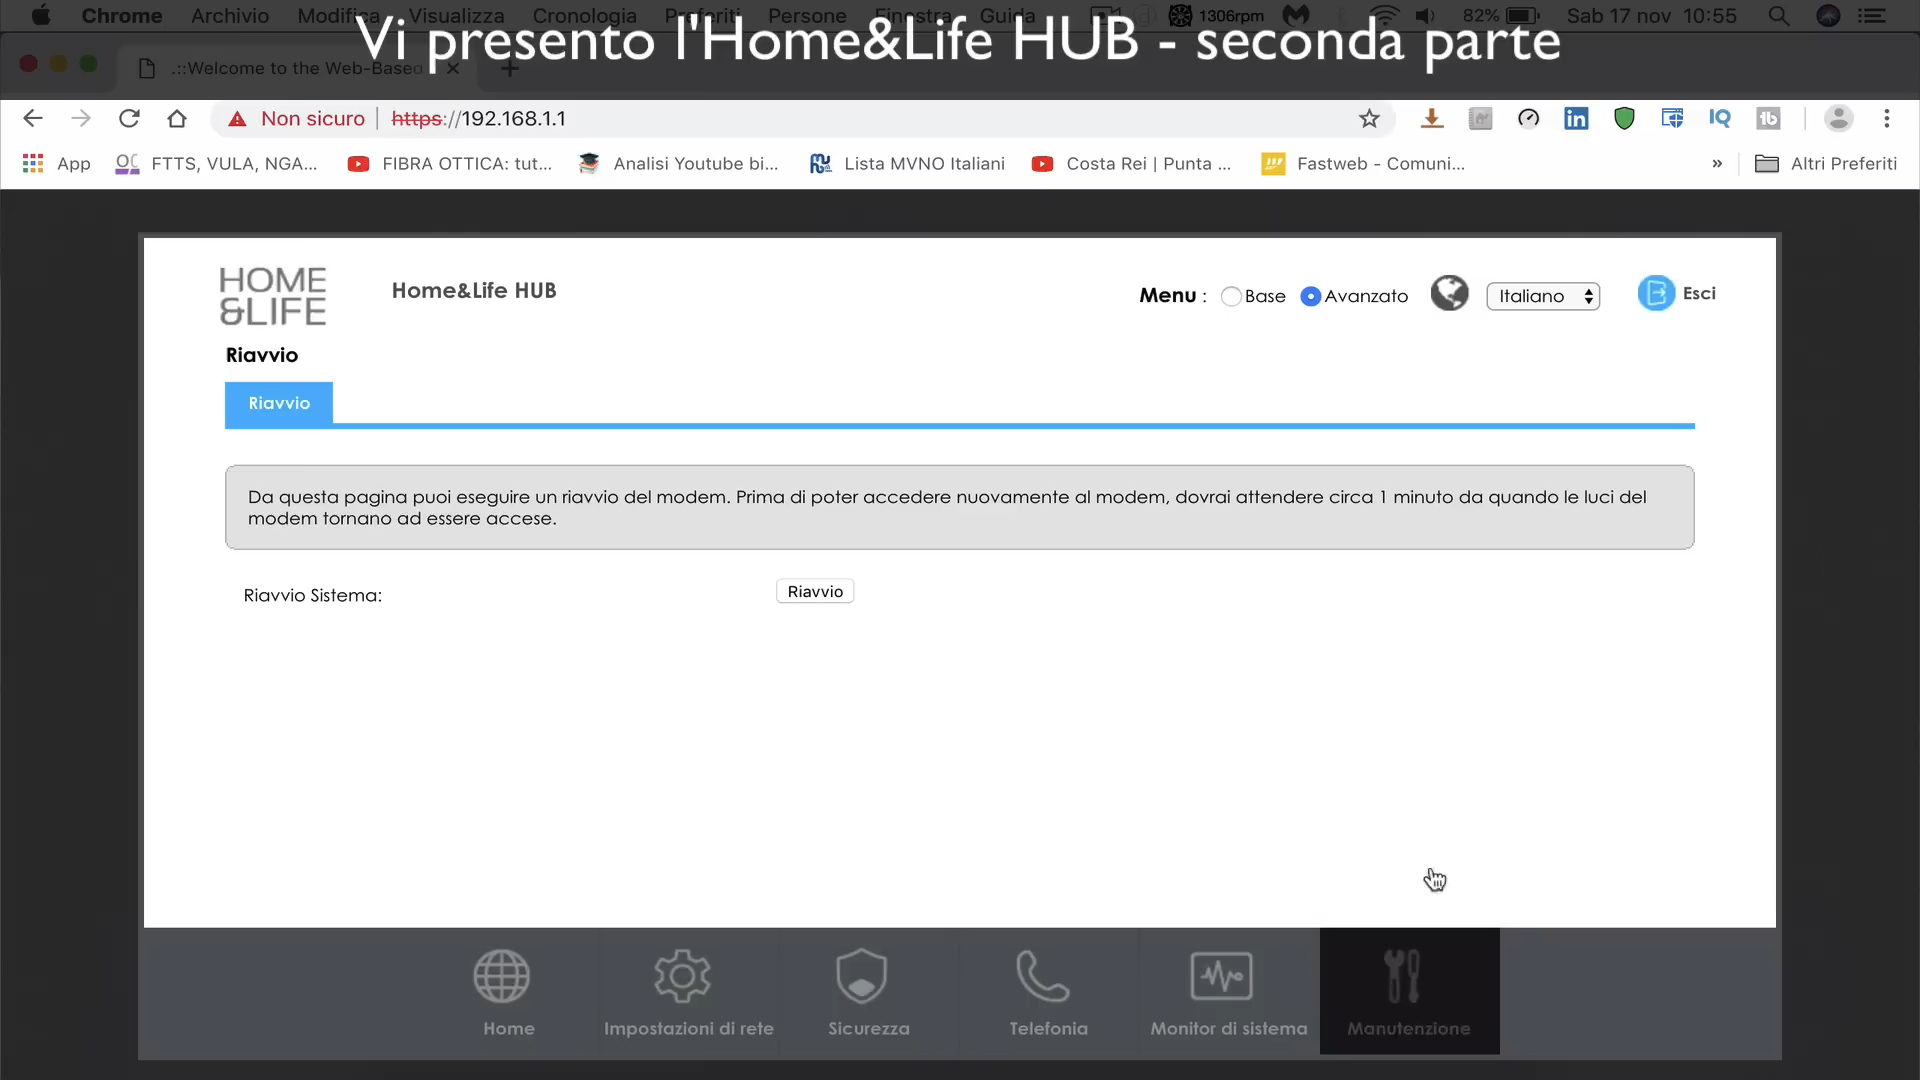 Chrome Archivio Modifica Visualizza Cronologia Preferiti Persone Finestra Guida 1306rpm 82% Sab 17 nov 10:55
Vi presento l'Home&Life HUB - seconda parte
.::Welcome to the Web-Based
Non sicuro | https://192.168.1.1
App FTTS, VULA, NGA... FIBRA OTTICA: tut... Analisi Youtube bi... Lista MVNO Italiani Costa Rei | Punta ... Fastweb - Comuni... » Altri Preferiti
HOME
&LIFE
Home&Life HUB
Menu : Base Avanzato Italiano Esci
Riavvio
Riavvio
Da questa pagina puoi eseguire un riavvio del modem. Prima di poter accedere nuovamente al modem, dovrai attendere circa 1 minuto da quando le luci del
modem tornano ad essere accese.
Riavvio Sistema: Riavvio
Home Impostazioni di rete Sicurezza Telefonia Monitor di sistema Manutenzione